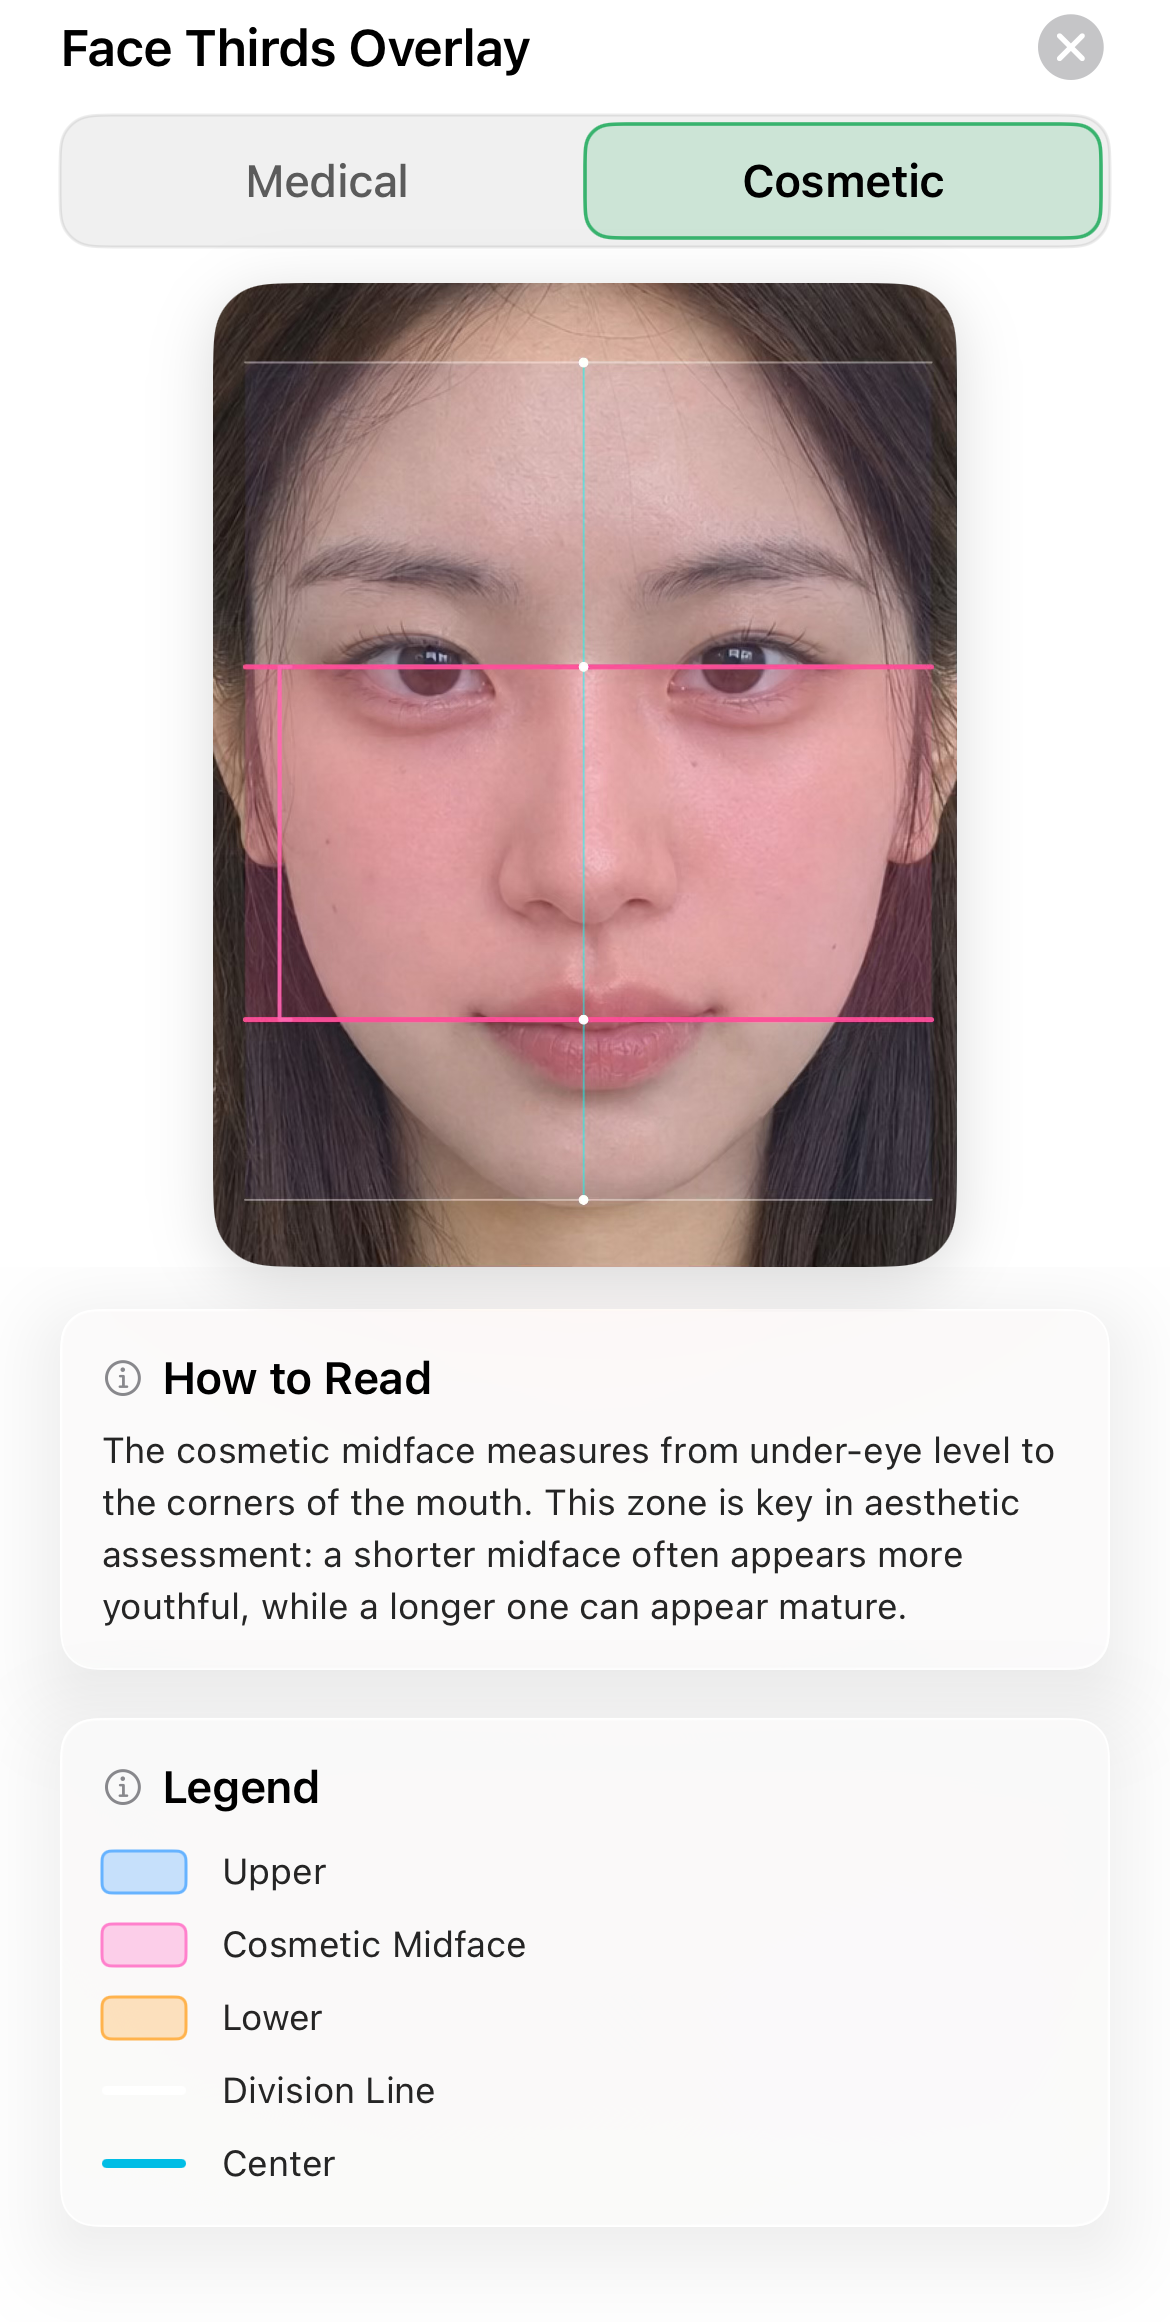 Face Thirds Overlay
Medical
Cosmetic
How to Read
The cosmetic midface measures from under-eye level to
the corners of the mouth. This zone is key in aesthetic
assessment: a shorter midface often appears more
youthful, while a longer one can appear mature.
Legend
Upper
Cosmetic Midface
Lower
Division Line
Center